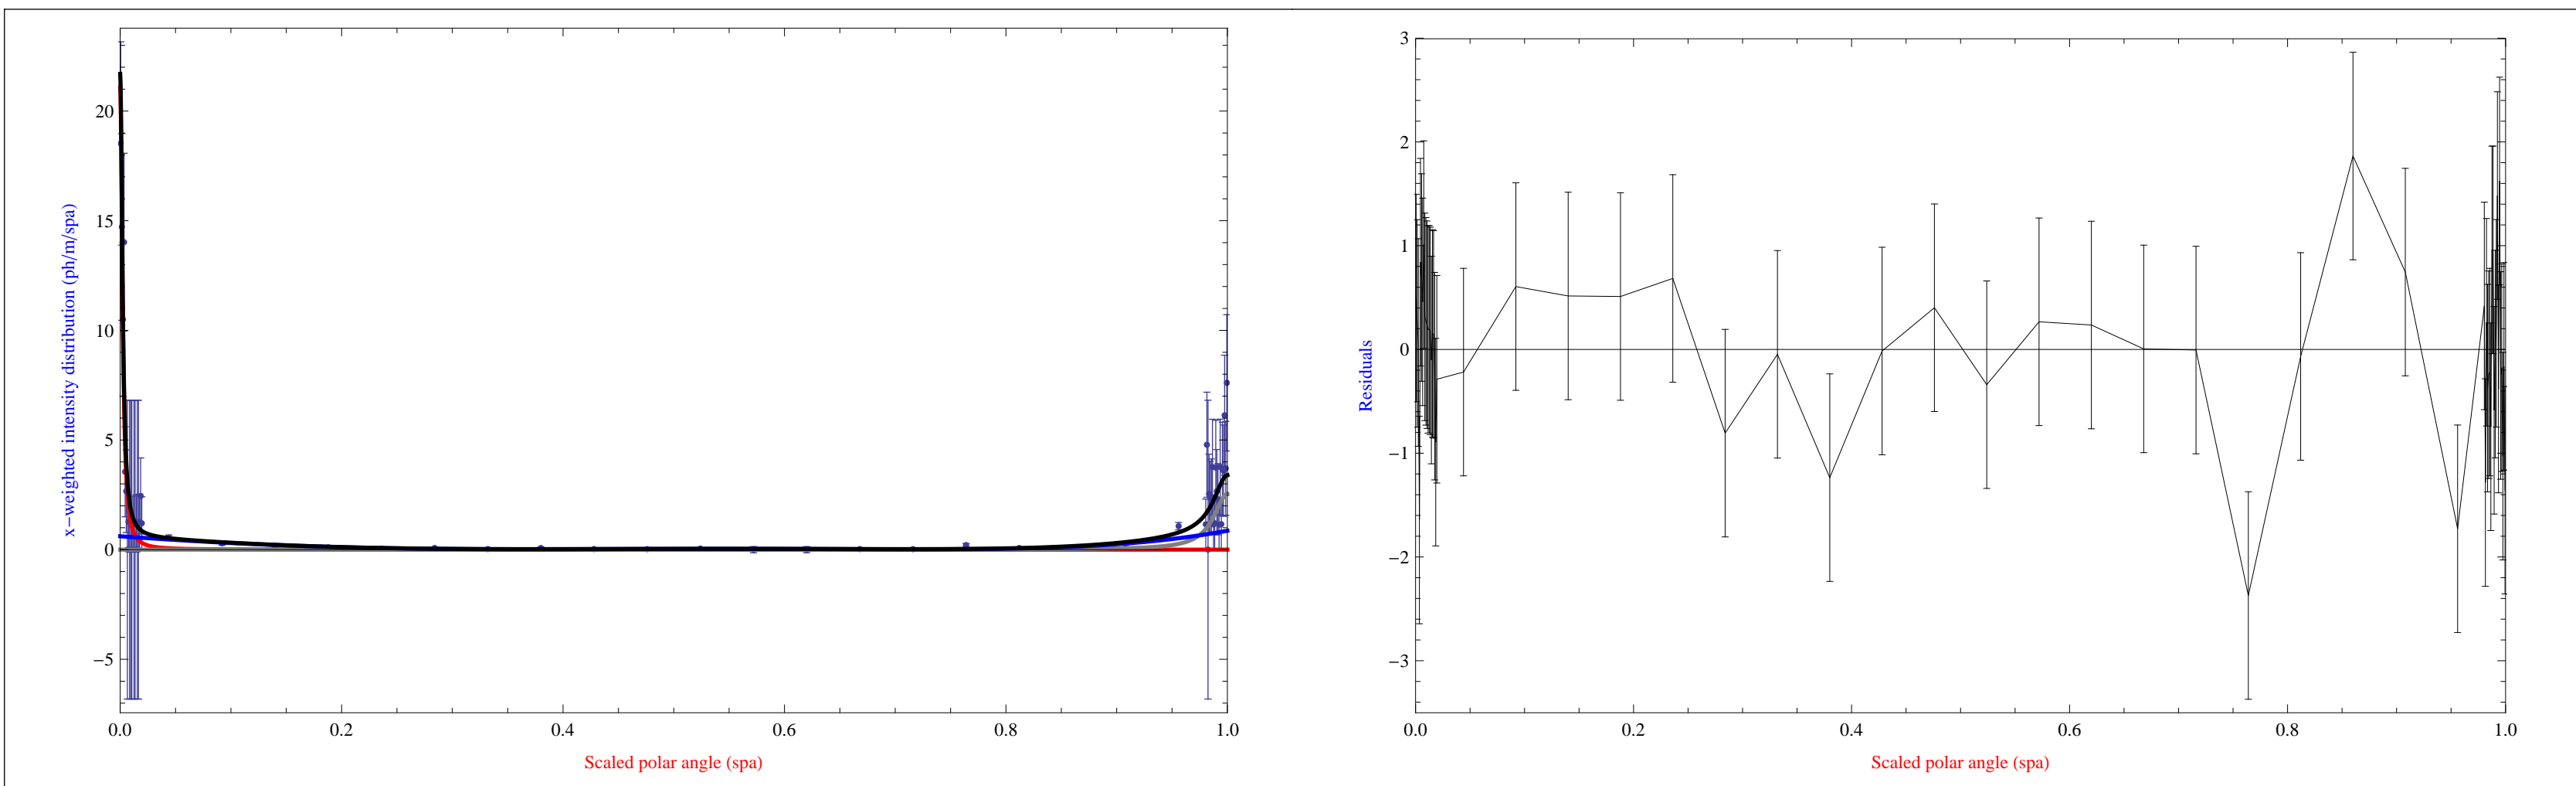 x−weighted intensity distribution (ph/m/spa)
20
15
10
5
0
−5
0.0 0.2 0.4 0.6 0.8 1.0
Scaled polar angle (spa)
Residuals
3
2
1
0
−1
−2
−3
0.0 0.2 0.4 0.6 0.8 1.0
Scaled polar angle (spa)